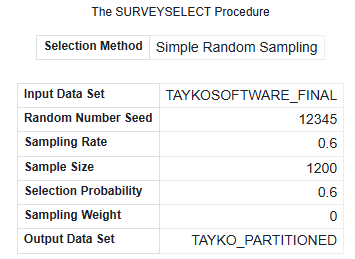 The SURVEYSELECT Procedure
Selection Method Simple Random Sampling
Input Data Set TAYKOSOFTWARE_FINAL
Random Number Seed 12345
Sampling Rate 0.6
Sample Size 1200
Selection Probability 0.6
Sampling Weight 0
Output Data Set TAYKO_PARTITIONED